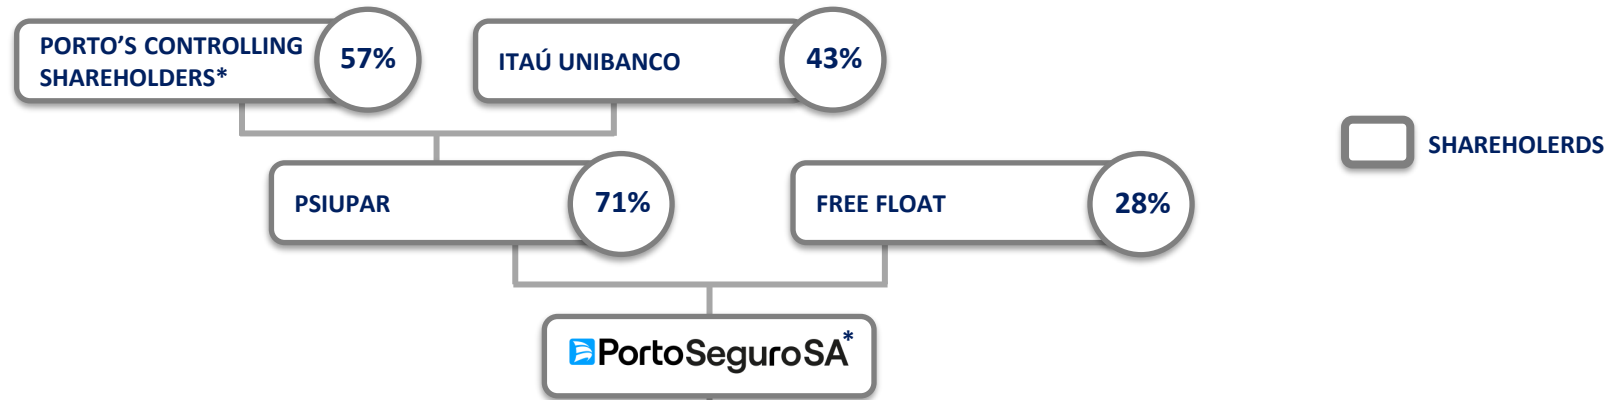 PORTO'S CONTROLLING
SHAREHOLDERS*
57%
ITAÚ UNIBANCO
43%
SHAREHOLERDS
PSIUPAR
71%
FREE FLOAT
28%
PortoSeguroSA*